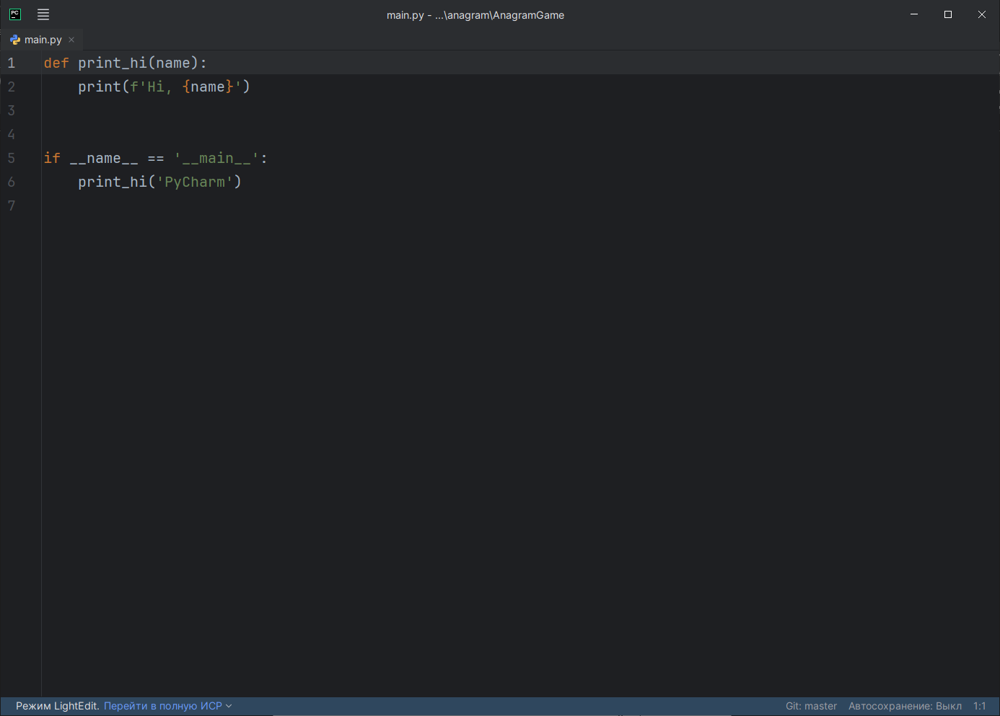 PC
main.py - ...\anagram\AnagramGame
main.py
1 def print_hi(name):
2     print(f'Hi, {name}')
3
4
5 if __name__ == '__main__':
6     print_hi('PyCharm')
7
Режим LightEdit. Перейти в полную ИСР Git: master Автосохранение: Выкл 1:1